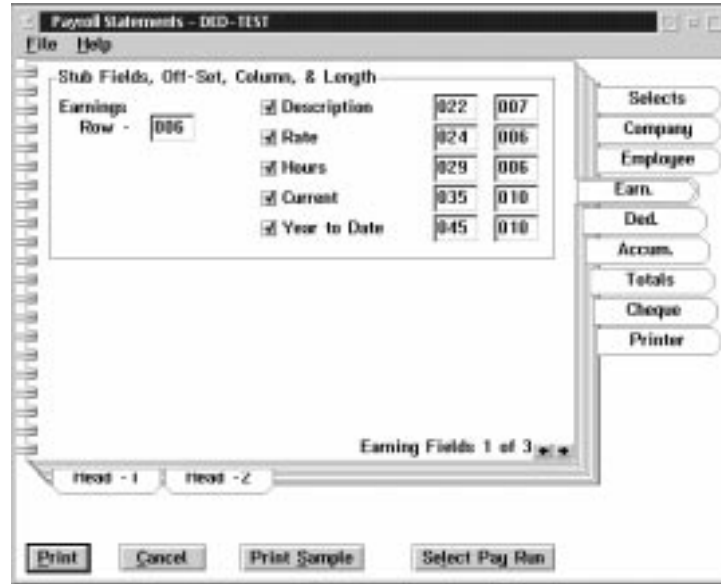 Payroll Statements - DED-TEST
File Help
Stub Fields, Off-Set, Column, & Length
Earnings
Row - 006
Description 022 007
Rate 024 006
Hours 029 006
Current 035 010
Year to Date 045 010
Selects
Company
Employee
Earn.
Ded.
Accum.
Totals
Cheque
Printer
Earning Fields 1 of 3
Head - 1 Head - 2
Print Cancel Print Sample Select Pay Run